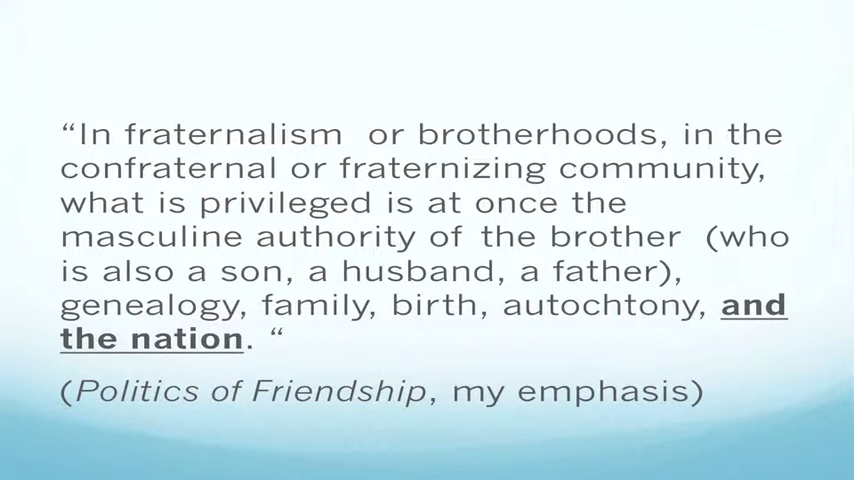 “In fraternalism or brotherhoods, in the
confraternal or fraternizing community,
what is privileged is at once the
masculine authority of the brother (who
is also a son, a husband, a father),
genealogy, family, birth, autochtony, and
the nation. “
(Politics of Friendship, my emphasis)